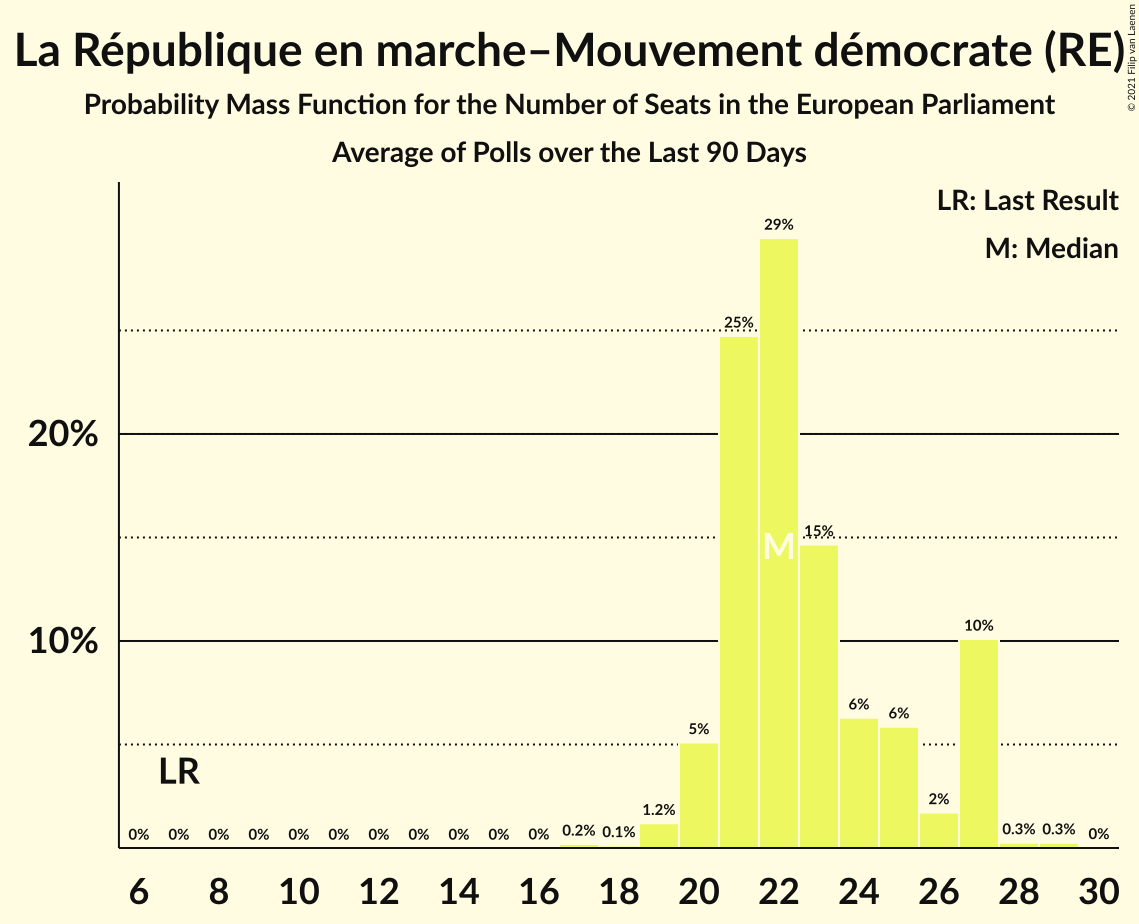 La République en marche–Mouvement démocrate (RE)
© 2021 Filip van Laenen
Probability Mass Function for the Number of Seats in the European Parliament
Average of Polls over the Last 90 Days
LR: Last Result
M: Median
29%
25%
20%
M
15%
10%
10%
6%
6%
5%
LR
2%
1.2%
0% 0% 0% 0% 0% 0% 0% 0% 0% 0% 0% 0.2% 0.1% 0.3% 0.3% 0%
6 8 10 12 14 16 18 20 22 24 26 28 30